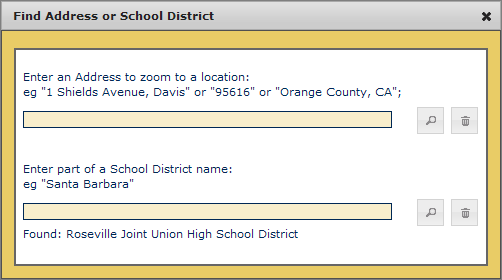 Find Address or School District
Enter an Address to zoom to a location:
eg "1 Shields Avenue, Davis" or "95616" or "Orange County, CA";
Enter part of a School District name:
eg "Santa Barbara"
Found: Roseville Joint Union High School District